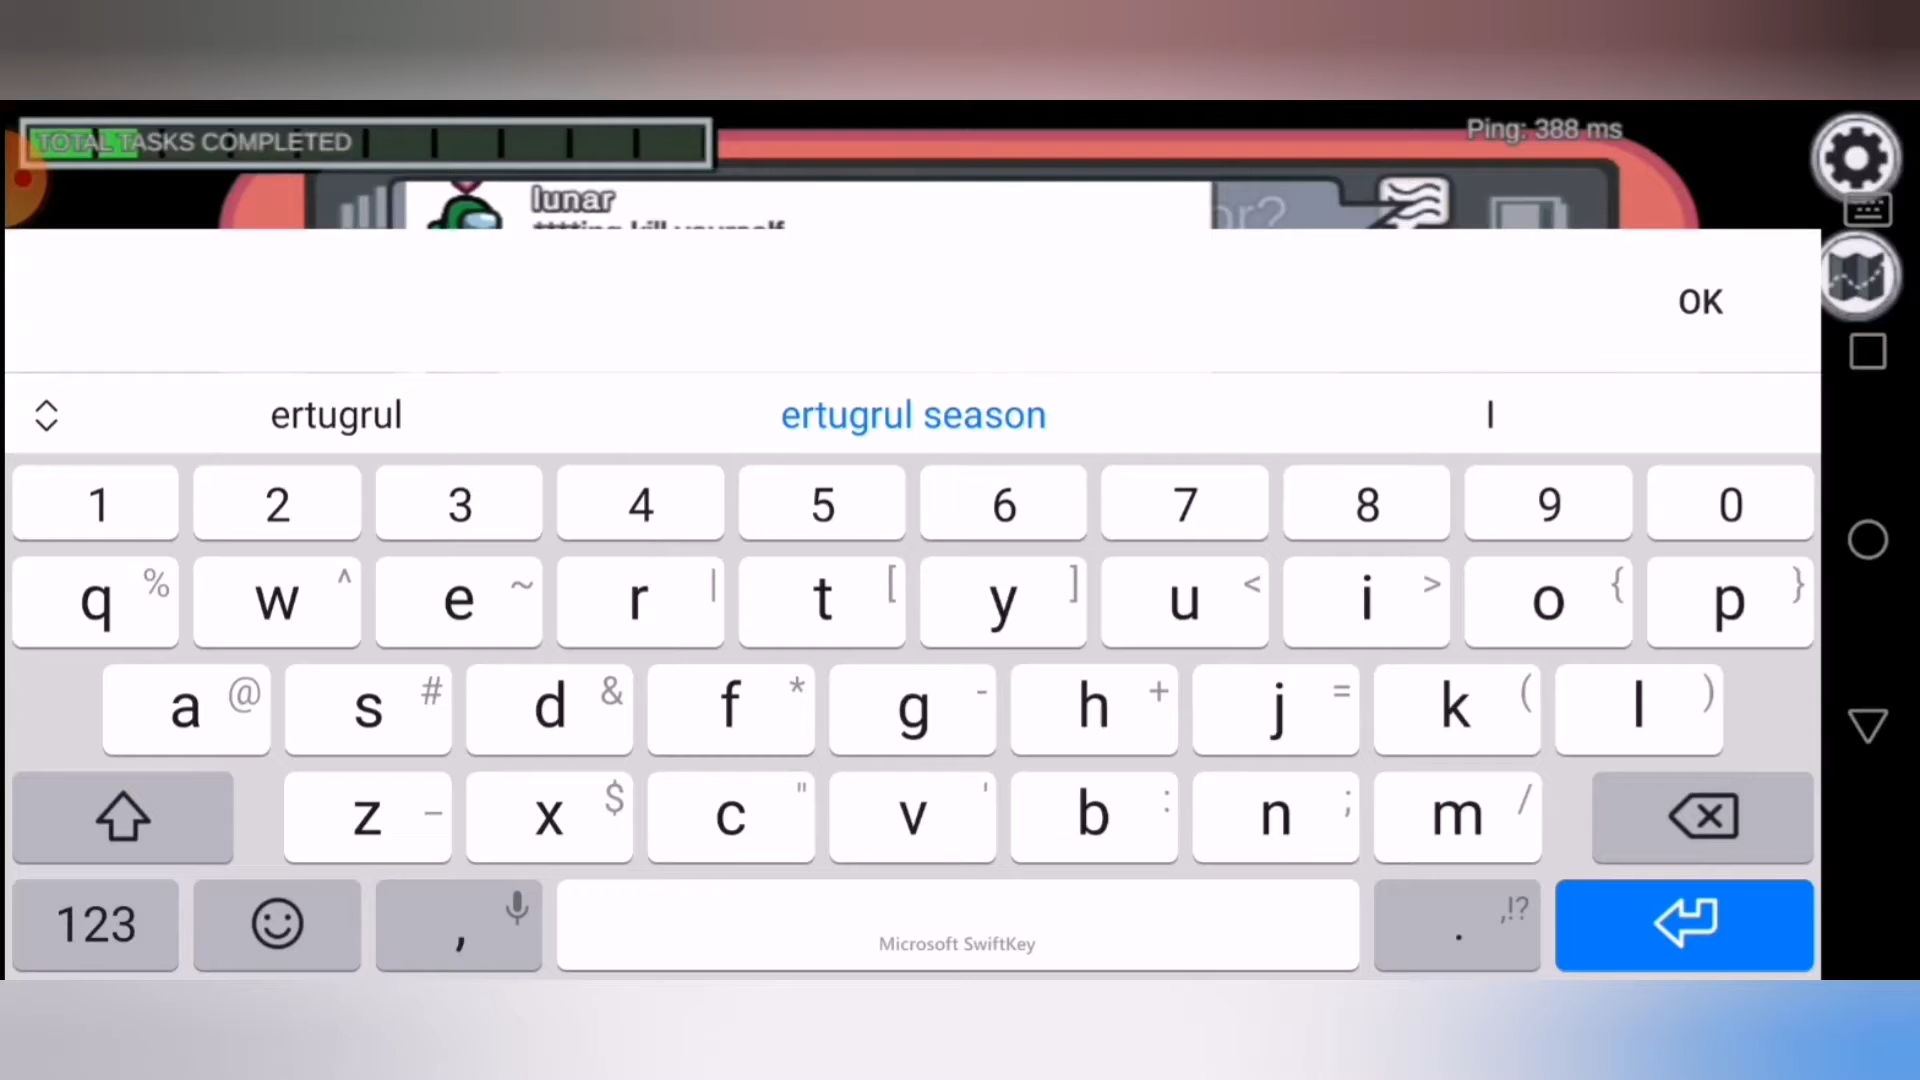 TOTAL TASKS COMPLETED
Ping: 388 ms
lunar
or?
OK
ertugrul
ertugrul season
I
1 2 3 4 5 6 7 8 9 0
q % w ^ e ~ r | t [ y ] u < i > o { p }
a @ s # d & f * g - h + j = k ( l )
z _ x $ c " v ' b : n ; m /
123 , . ,!?
Microsoft SwiftKey